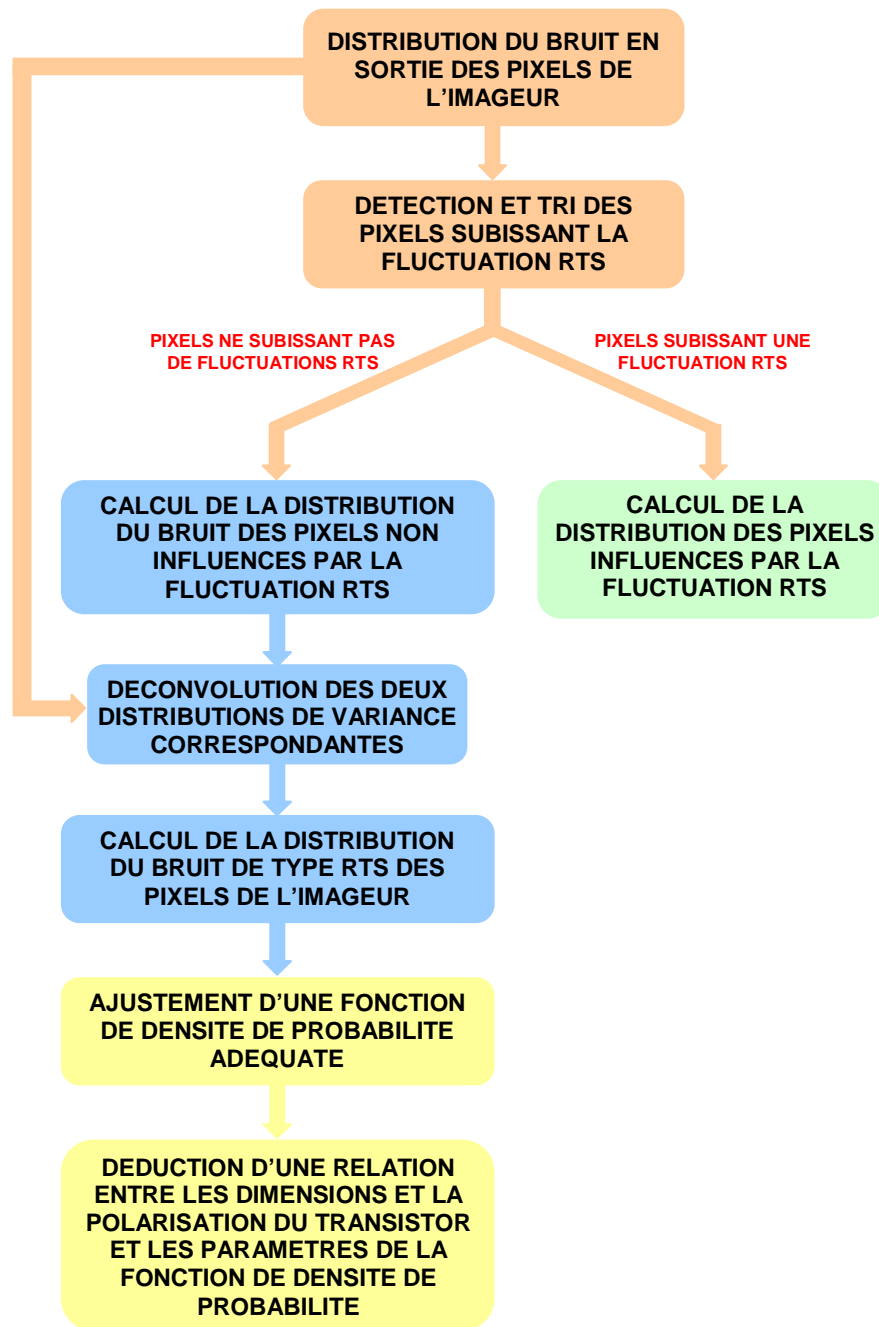 DISTRIBUTION DU BRUIT EN
SORTIE DES PIXELS DE
L'IMAGEUR
DETECTION ET TRI DES
PIXELS SUBISSANT LA
FLUCTUATION RTS
PIXELS NE SUBISSANT PAS
DE FLUCTUATIONS RTS
PIXELS SUBISSANT UNE
FLUCTUATION RTS
CALCUL DE LA DISTRIBUTION
DU BRUIT DES PIXELS NON
INFLUENCES PAR LA
FLUCTUATION RTS
CALCUL DE LA
DISTRIBUTION DES PIXELS
INFLUENCES PAR LA
FLUCTUATION RTS
DECONVOLUTION DES DEUX
DISTRIBUTIONS DE VARIANCE
CORRESPONDANTES
CALCUL DE LA DISTRIBUTION
DU BRUIT DE TYPE RTS DES
PIXELS DE L'IMAGEUR
AJUSTEMENT D'UNE FONCTION
DE DENSITE DE PROBABILITE
ADEQUATE
DEDUCTION D'UNE RELATION
ENTRE LES DIMENSIONS ET LA
POLARISATION DU TRANSISTOR
ET LES PARAMETRES DE LA
FONCTION DE DENSITE DE
PROBABILITE